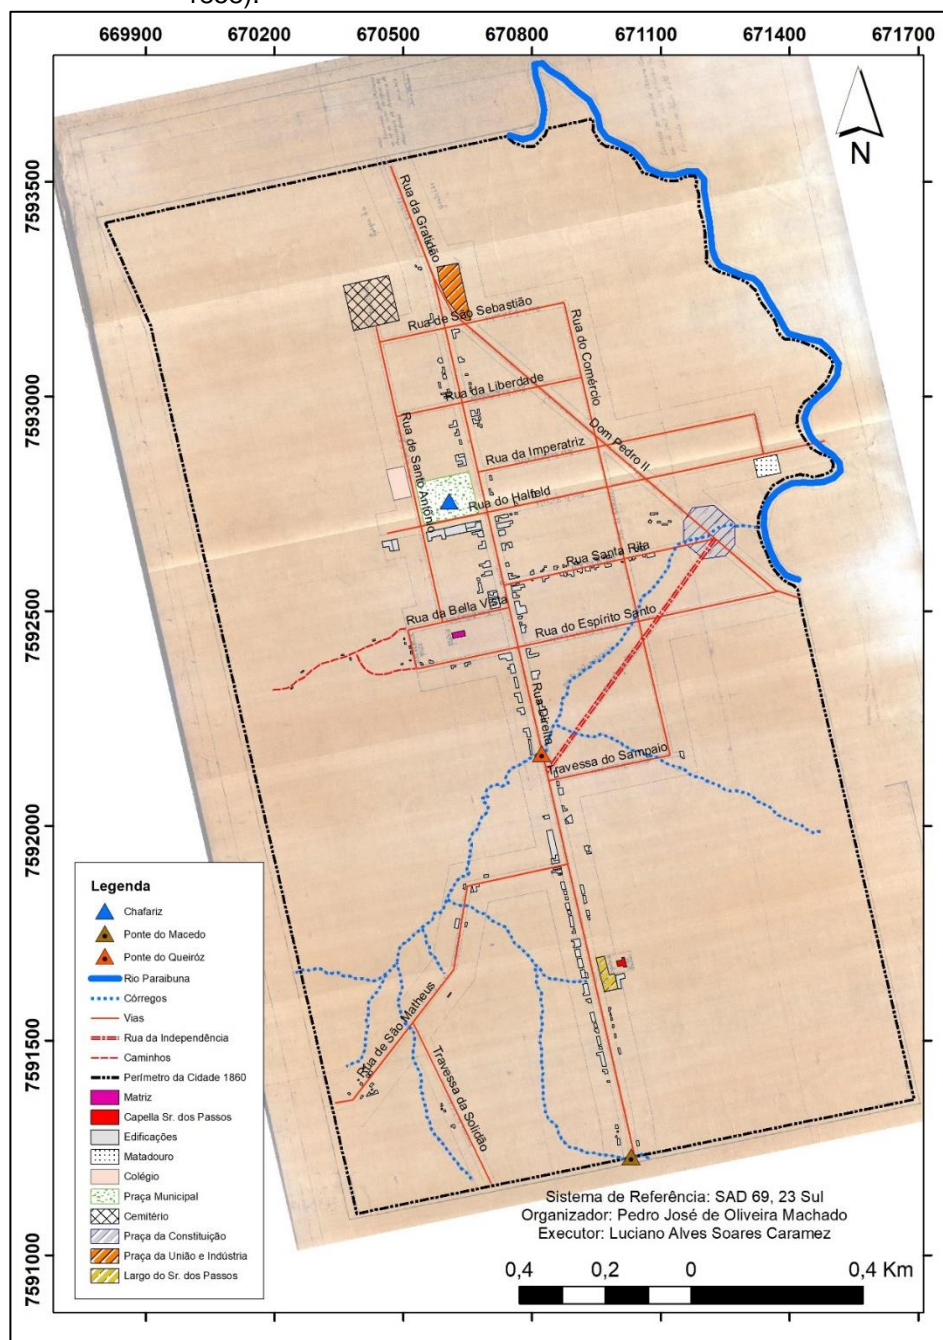 1860).
669900 670200 670500 670800 671100 671400 671700
7593500
7593000
7592500
7592000
7591500
7591000
N
Rua da Gratidão
Rua de São Sebastião
Rua do Comércio
Rua da Liberdade
Dom Pedro II
Rua da Imperatriz
Rua de Santo Antônio
Rua do Halfeld
Rua Santa Rita
Rua da Bella Vista
Rua do Espírito Santo
Rua Direita
Travessa do Sampaio
Rua de São Matheus
Travessa da Solidão
Legenda
Chafariz
Ponte do Macedo
Ponte do Queiróz
Rio Paraibuna
Córregos
Vias
Rua da Independência
Caminhos
Perímetro da Cidade 1860
Matriz
Capella Sr. dos Passos
Edificações
Matadouro
Colégio
Praça Municipal
Cemitério
Praça da Constituição
Praça da União e Indústria
Largo do Sr. dos Passos
Sistema de Referência: SAD 69, 23 Sul
Organizador: Pedro José de Oliveira Machado
Executor: Luciano Alves Soares Caramez
0,4 0,2 0 0,4 Km